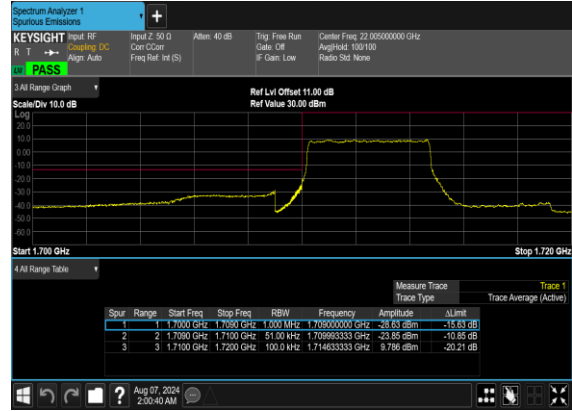 Spectrum Analyzer 1
Spurious Emissions
KEYSIGHT Input: RF Input Z: 50 Ω Atten: 40 dB Trig: Free Run Center Freq: 22.005000000 GHz
R T Coupling: DC Corr CCorr Gate: Off Avg|Hold: 100/100
Align: Auto Freq Ref: Int (S) IF Gain: Low Radio Std: None
PASS
3 All Range Graph
Ref Lvl Offset 11.00 dB
Scale/Div 10.0 dB Ref Value 30.00 dBm
Log
20.0
10.0
0.00
-10.0
-20.0
-30.0
-40.0
-50.0
-60.0
Start 1.700 GHz Stop 1.720 GHz
4 All Range Table
Measure Trace Trace 1
Trace Type Trace Average (Active)
Spur Range Start Freq Stop Freq RBW Frequency Amplitude ΔLimit
1 1 1.7000 GHz 1.7090 GHz 1.000 MHz 1.709000000 GHz -28.63 dBm -15.63 dB
2 2 1.7090 GHz 1.7100 GHz 51.00 kHz 1.709993333 GHz -23.85 dBm -10.85 dB
3 3 1.7100 GHz 1.7200 GHz 100.0 kHz 1.714633333 GHz 9.786 dBm -20.21 dB
Aug 07, 2024
2:00:40 AM